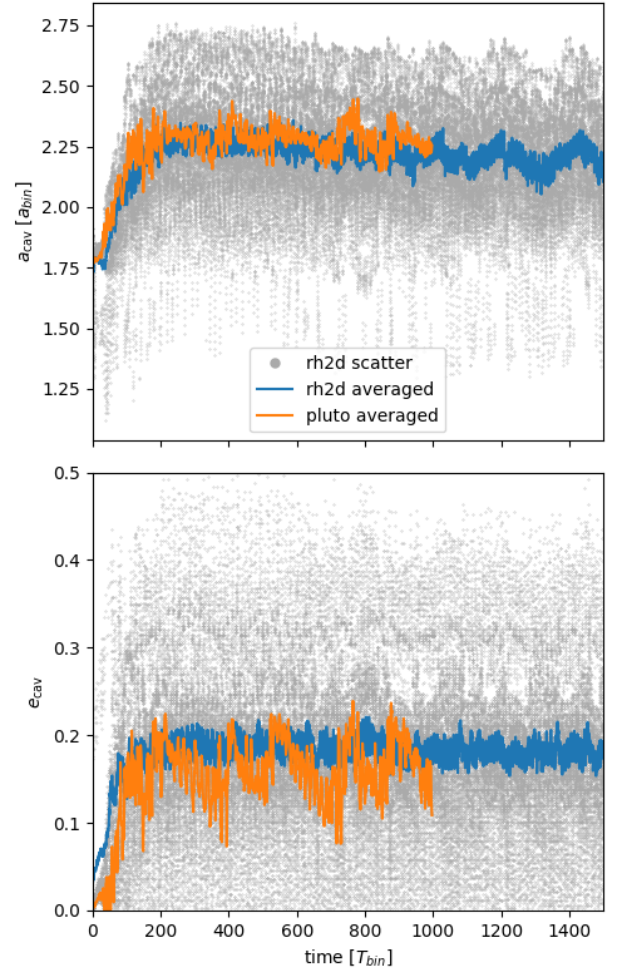 2.75
2.50
2.25
2.00
1.75
1.50
1.25
a_cav [a_bin]
rh2d scatter
rh2d averaged
pluto averaged
0.5
0.4
0.3
0.2
0.1
0.0
e_cav
0 200 400 600 800 1000 1200 1400
time [T_bin]